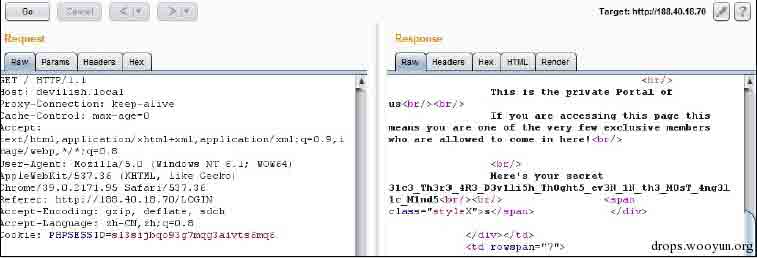 Go
Cancel
<
>
Target: http://188.40.18.70
?
Request
Response
Raw
Params
Headers
Hex
Raw
Headers
Hex
HTML
Render
GET / HTTP/1.1
Host: devilish.local
Proxy-Connection: keep-alive
Cache-Control: max-age=0
Accept:
text/html,application/xhtml+xml,application/xml;q=0.9,i
mage/webp,*/*;q=0.8
User-Agent: Mozilla/5.0 (Windows NT 6.1; WOW64)
AppleWebKit/537.36 (KHTML, like Gecko)
Chrome/39.0.2171.95 Safari/537.36
Referer: http://188.40.18.70/LOGIN
Accept-Encoding: gzip, deflate, sdch
Accept-Language: zh-CN,zh;q=0.8
Cookie: PHPSESSID=sl3sijbqo93g7mqg3aivts6mq6
<br/>
This is the private Portal of
us<br/><br/>
If you are accessing this page this
means you are one of the very few exclusive members
who are allowed to come in here!<br/>
<br/>
Here's your secret
31c3_Th3r3_4R3_D3v1l15h_Th0ght5_ev3N_1N_th3_M0St_4ng3l
1c_M1nd5<br/><br/> <span
class="styleX">s</span> </div>
</div></td>
<td rowspan="7">
drops.wooyun.org